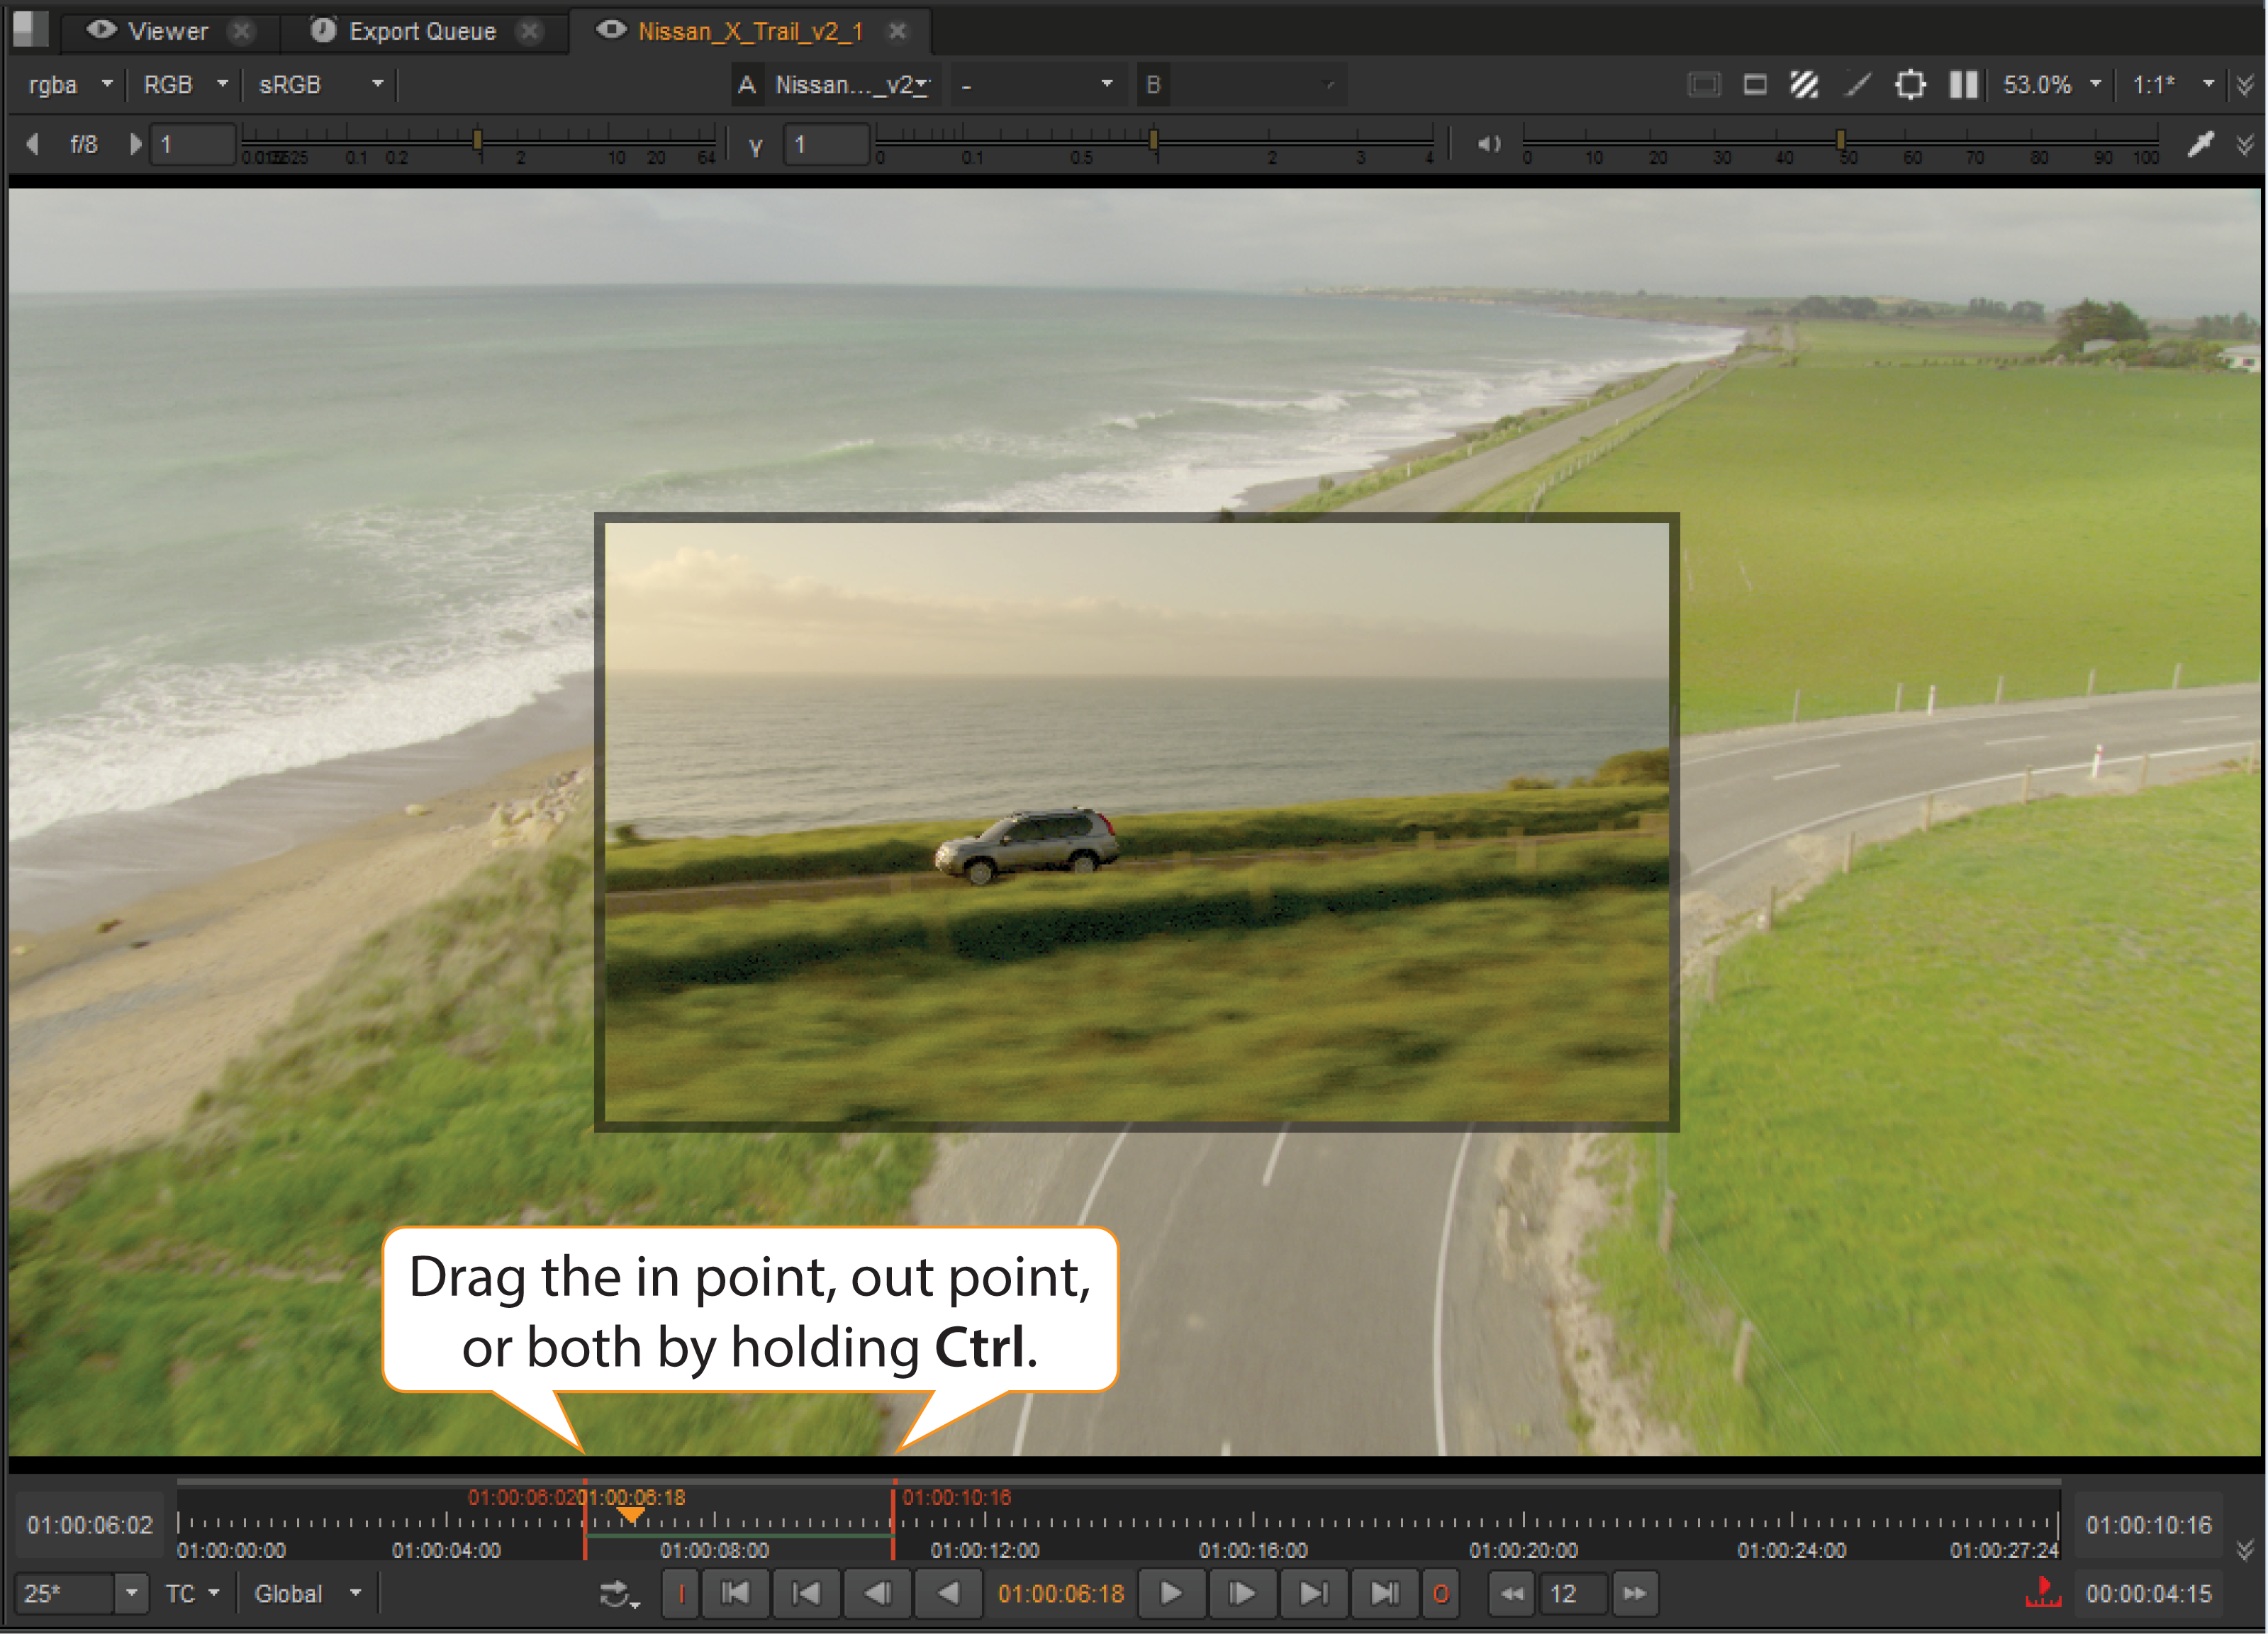 Viewer Export Queue Nissan_X_Trail_v2_1
rgba RGB sRGB A Nissan..._v2_ - B 53.0% 1:1*
f/8 1 0.1 0.2 1 2 10 20 64 γ 1 0 0.1 0.5 1 2 3 4 0 10 20 30 40 50 60 70 80 90 100
Drag the in point, out point,
or both by holding Ctrl.
01:00:06:02 01:00:06:18 01:00:10:16
01:00:06:02 01:00:10:16
01:00:00:00 01:00:04:00 01:00:08:00 01:00:12:00 01:00:16:00 01:00:20:00 01:00:24:00 01:00:27:24
25* TC Global I 01:00:06:18 O 12 00:00:04:15